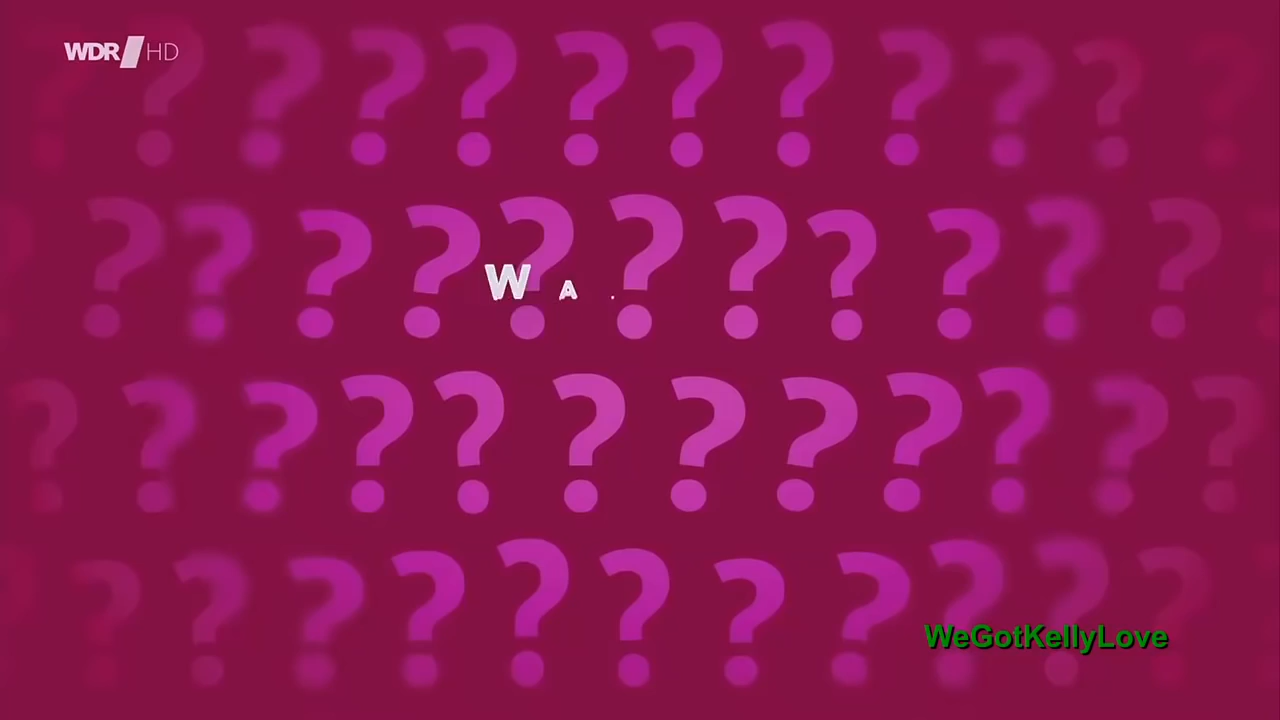 WDR HD
? ? ? ? ? ? ? ? ? ? ? ?
? ? ? ? ? ? ? ? ? ? ?
W A
? ? ? ? ? ? ? ? ? ? ? ?
? ? ? ? ? ? ? ? ? ? ?
WeGotKellyLove